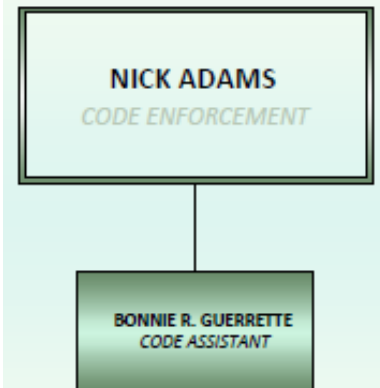 NICK ADAMS
CODE ENFORCEMENT
BONNIE R. GUERRETTE
CODE ASSISTANT